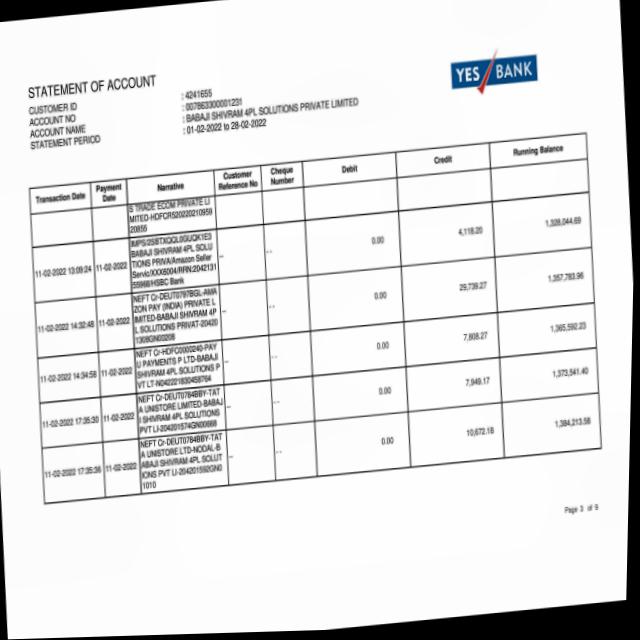 YES BANK
STATEMENT OF ACCOUNT
CUSTOMER ID : 4241655
ACCOUNT NO : 007863300001231
ACCOUNT NAME : BABAJI SHIVRAM 4PL SOLUTIONS PRIVATE LIMITED
STATEMENT PERIOD : 01-02-2022 to 28-02-2022
Transaction Date Payment Date Narrative Customer Reference No Cheque Number Debit Credit Running Balance
S TRADE ECOM PRIVATE LI
MITED-HDFCR520220210959
20855
11-02-2022 13:09:24 11-02-2022
BABAJI SHIVRAM 4PL SOLU
TIONS PRIVA/Amazon Seller
55966/HSBC Bank
-- -- 0.00 4,118.20 1,328,044.69
11-02-2022 14:32:48 11-02-2022
NEFT Cr-DEUT0797BGL-AMA
ZON PAY (INDIA) PRIVATE L
IMITED-BABAJI SHIVRAM 4P
L SOLUTIONS PRIVAT-20420
1308GN00208
-- -- 0.00 29,739.27 1,357,783.96
11-02-2022 14:34:58 11-02-2022
NEFT Cr-HDFC0000240-PAY
U PAYMENTS P LTD-BABAJI
SHIVRAM 4PL SOLUTIONS P
VT LT-N042221830458764
-- -- 0.00 7,808.27 1,365,592.23
11-02-2022 17:35:30 11-02-2022
NEFT Cr-DEUT0784BBY-TAT
A UNISTORE LIMITED-BABAJ
I SHIVRAM 4PL SOLUTIONS
PVT LI-204201574GN00668
-- -- 0.00 7,949.17 1,373,541.40
11-02-2022 17:35:36 11-02-2022
NEFT Cr-DEUT0784BBY-TAT
A UNISTORE LTD-NODAL-B
ABAJI SHIVRAM 4PL SOLUT
IONS PVT LI-204201592GN0
1010
-- -- 0.00 10,672.18 1,384,213.58
Page 3 of 9